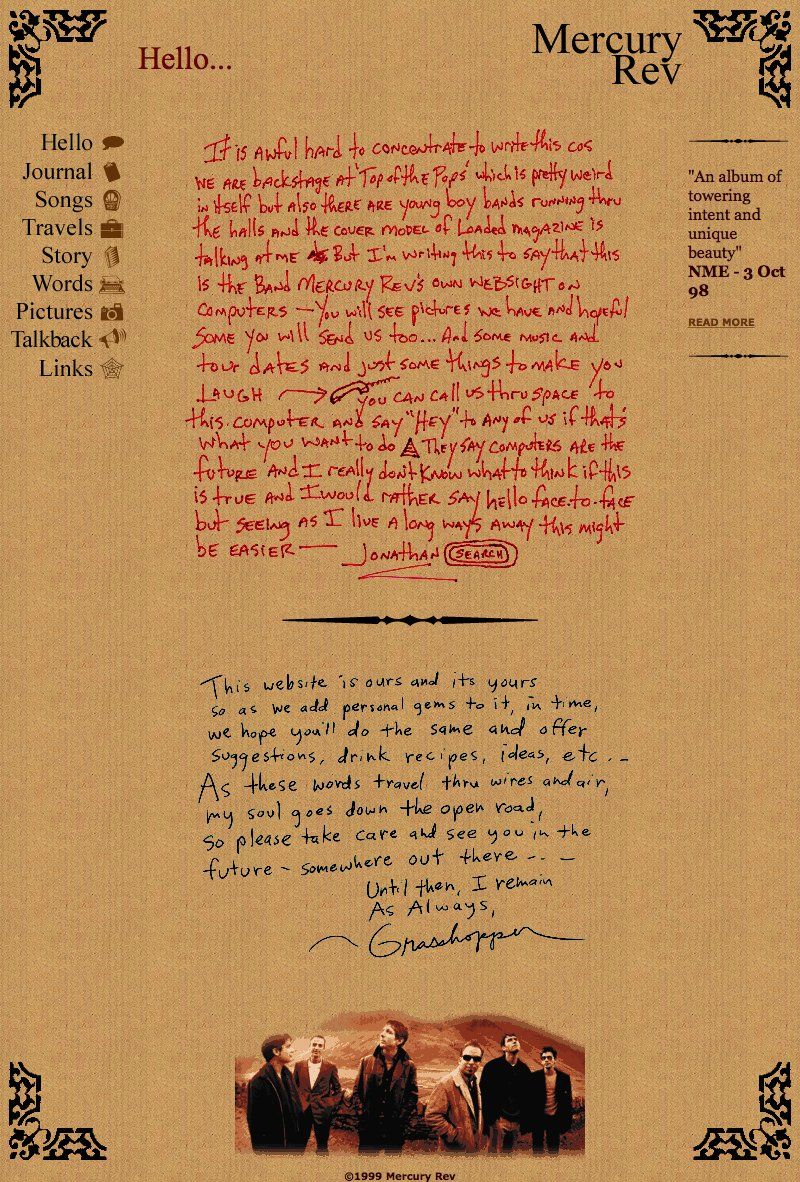 Hello...
Mercury
Rev
Hello
Journal
Songs
Travels
Story
Words
Pictures
Talkback
Links
It is awful hard to concentrate to write this cos
we are backstage at 'Top of the Pops' which is pretty weird
in itself but also there are young boy bands running thru
the halls and the cover model of Loaded magazine is
talking at me But I'm writing this to say that this
is the Band Mercury Rev's own websight on
computers — You will see pictures we have and hopeful
some you will send us too... And some music and
tour dates and just some things to make you
Laugh you can call us thru space to
this computer and say "Hey" to any of us if that's
what you want to do They say computers are the
future and I really don't know what to think if this
is true and I would rather say hello face-to-face
but seeing as I live a long ways away this might
be easier — Jonathan SEARCH
This website is ours and its yours
so as we add personal gems to it, in time,
we hope you'll do the same and offer
suggestions, drink recipes, ideas, etc...
As these words travel thru wires and air,
my soul goes down the open road,
So please take care and see you in the
future - somewhere out there ...
Until then, I remain
As Always,
Grasshopper
"An album of
towering
intent and
unique
beauty"
NME - 3 Oct
98
READ MORE
©1999 Mercury Rev